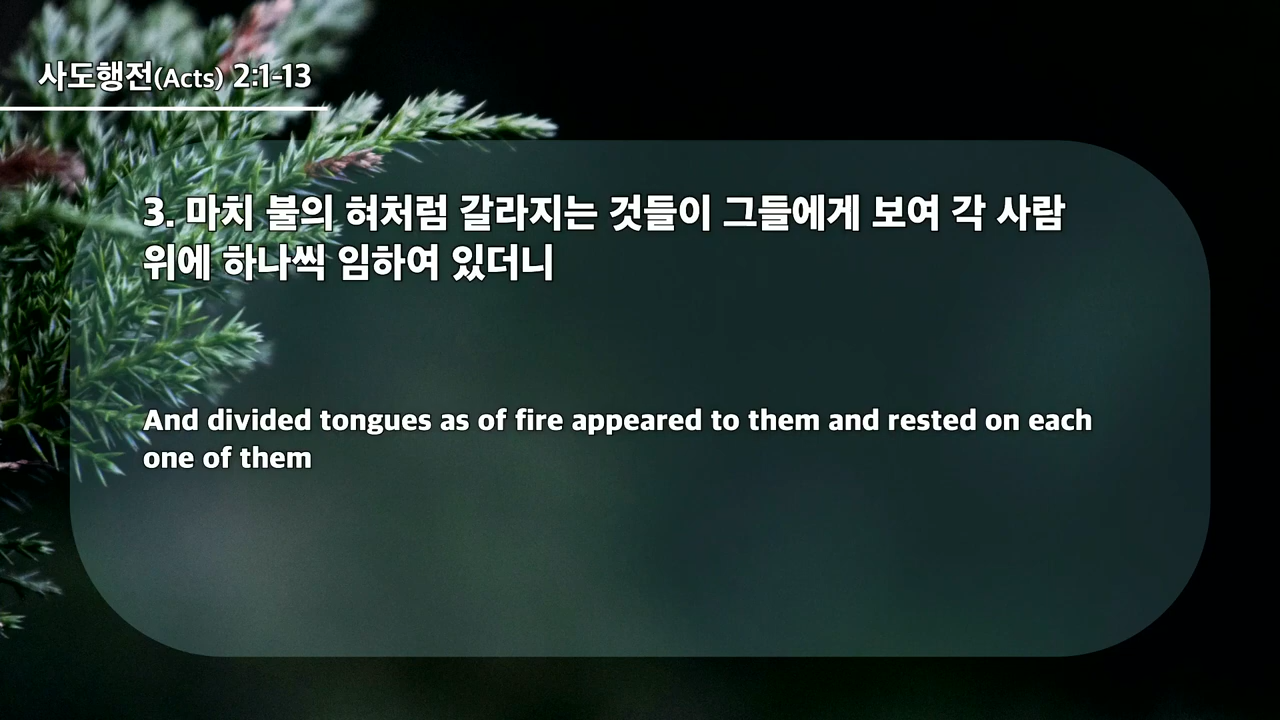 사도행전(Acts) 2:1-13
3. 마치 불의 혀처럼 갈라지는 것들이 그들에게 보여 각 사람
위에 하나씩 임하여 있더니
And divided tongues as of fire appeared to them and rested on each
one of them